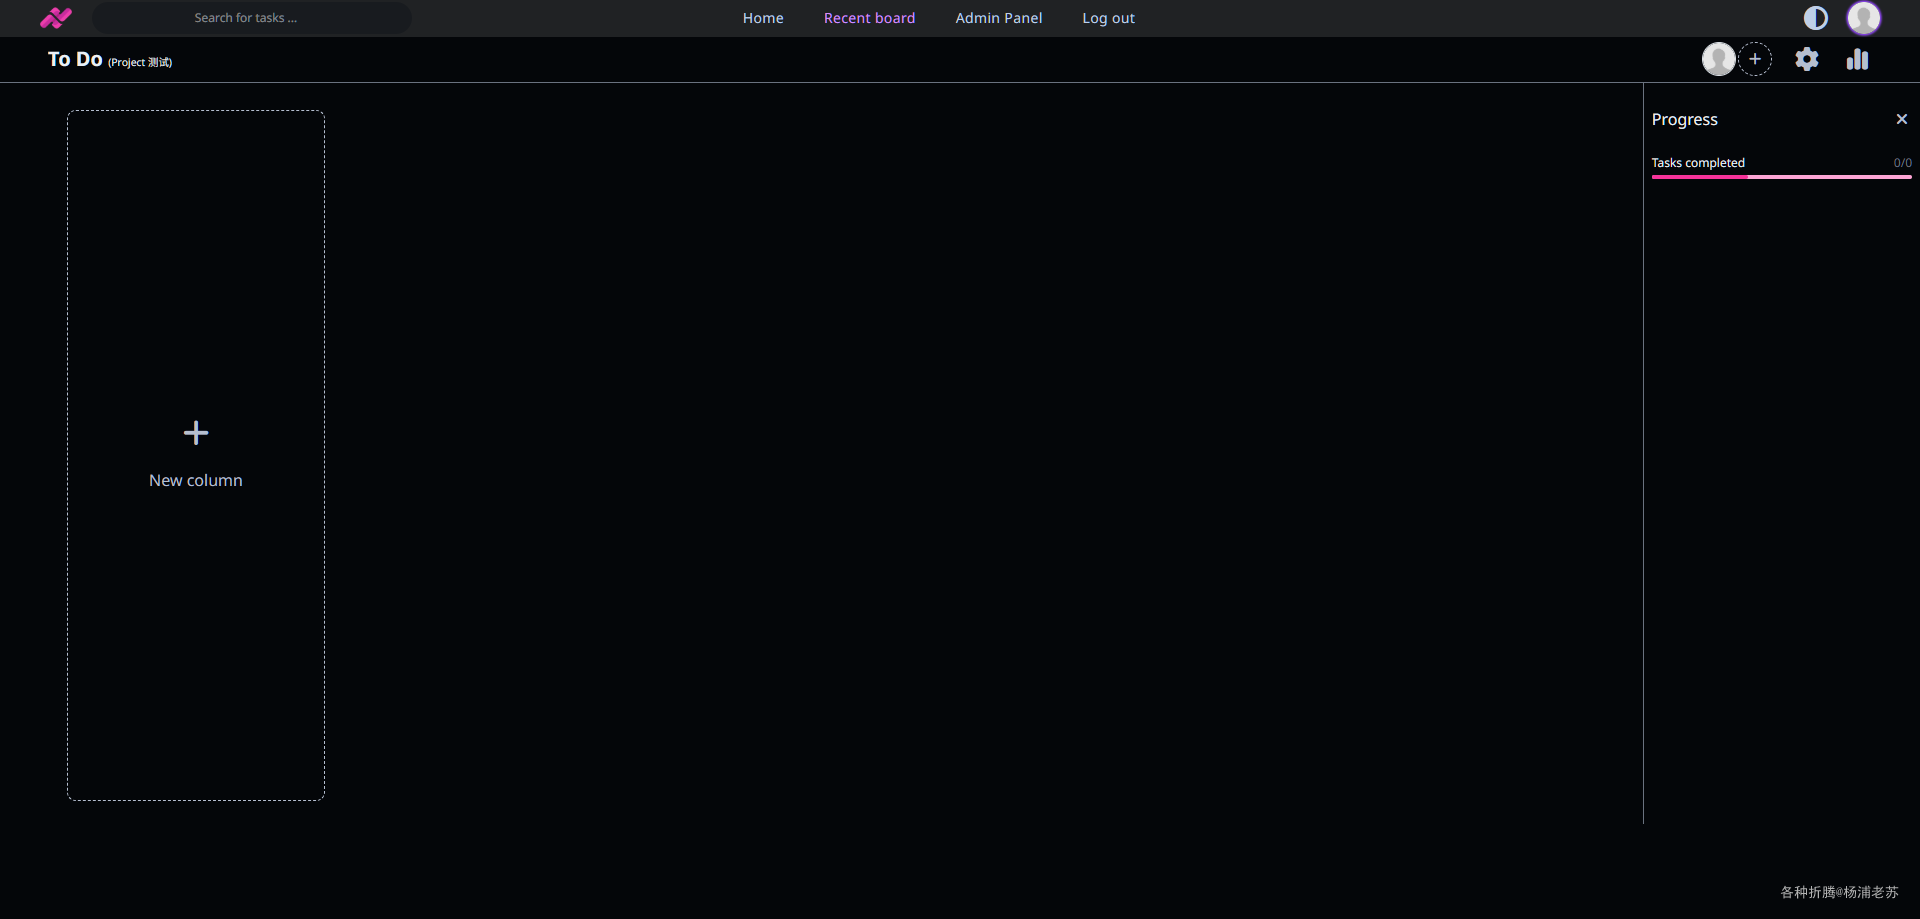 Search for tasks ...
Home
Recent board
Admin Panel
Log out
To Do (Project 测试)
Progress
Tasks completed
0/0
New column
各种折腾@杨浦老苏